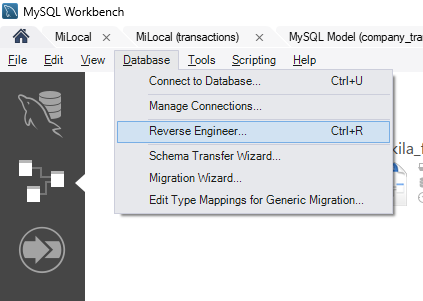 MySQL Workbench
MiLocal MiLocal (transactions) MySQL Model (company_tra
File Edit View Database Tools Scripting Help
Connect to Database... Ctrl+U
Manage Connections...
Reverse Engineer... Ctrl+R
kila_f
Schema Transfer Wizard...
Migration Wizard...
Edit Type Mappings for Generic Migration...